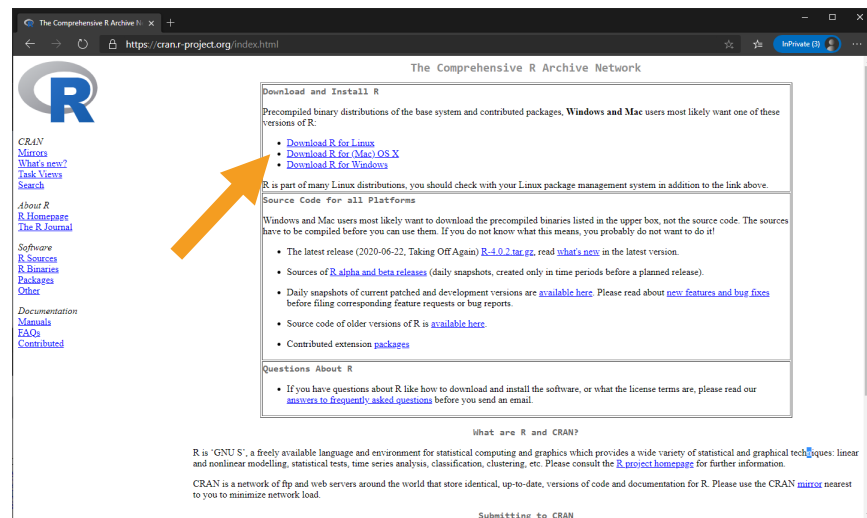 The Comprehensive R Archive N
https://cran.r-project.org/index.html
InPrivate (3)
The Comprehensive R Archive Network
R
CRAN
Mirrors
What's new?
Task Views
Search
About R
R Homepage
The R Journal
Software
R Sources
R Binaries
Packages
Other
Documentation
Manuals
FAQs
Contributed
Download and Install R
Precompiled binary distributions of the base system and contributed packages, Windows and Mac users most likely want one of these
versions of R:
• Download R for Linux
• Download R for (Mac) OS X
• Download R for Windows
R is part of many Linux distributions, you should check with your Linux package management system in addition to the link above.
Source Code for all Platforms
Windows and Mac users most likely want to download the precompiled binaries listed in the upper box, not the source code. The sources
have to be compiled before you can use them. If you do not know what this means, you probably do not want to do it!
• The latest release (2020-06-22, Taking Off Again) R-4.0.2.tar.gz, read what's new in the latest version.
• Sources of R alpha and beta releases (daily snapshots, created only in time periods before a planned release).
• Daily snapshots of current patched and development versions are available here. Please read about new features and bug fixes
before filing corresponding feature requests or bug reports.
• Source code of older versions of R is available here.
• Contributed extension packages
Questions About R
• If you have questions about R like how to download and install the software, or what the license terms are, please read our
answers to frequently asked questions before you send an email.
What are R and CRAN?
R is 'GNU S', a freely available language and environment for statistical computing and graphics which provides a wide variety of statistical and graphical techniques: linear
and nonlinear modelling, statistical tests, time series analysis, classification, clustering, etc. Please consult the R project homepage for further information.
CRAN is a network of ftp and web servers around the world that store identical, up-to-date, versions of code and documentation for R. Please use the CRAN mirror nearest
to you to minimize network load.
Submitting to CRAN